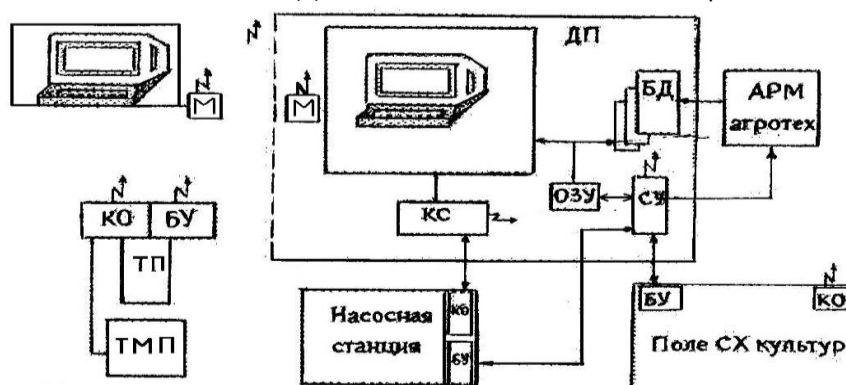 ДП
М
М
БД
АРМ
агротех
КО БУ
КС
ОЗУ
СУ
ТП
ТМП
Насосная
станция
КО
БУ
БУ
КО
Поле СХ культур